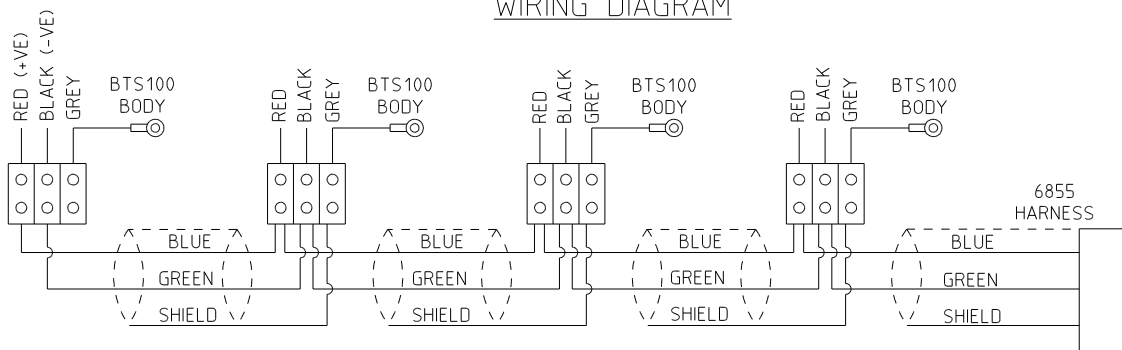 WIRING DIAGRAM
RED (+VE)
BLACK (-VE)
GREY
BTS100
BODY
RED
BLACK
GREY
BTS100
BODY
RED
BLACK
GREY
BTS100
BODY
RED
BLACK
GREY
BTS100
BODY
6855
HARNESS
BLUE
GREEN
SHIELD
BLUE
GREEN
SHIELD
BLUE
GREEN
SHIELD
BLUE
GREEN
SHIELD